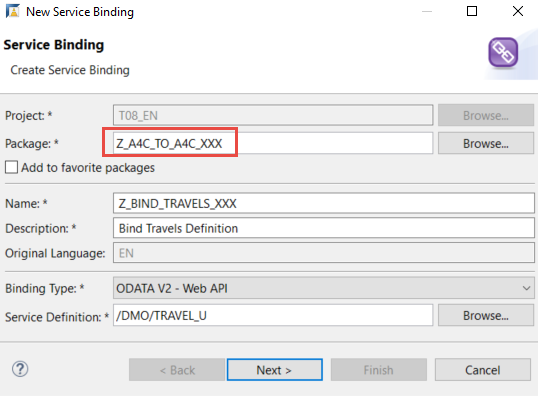 New Service Binding
Service Binding
Create Service Binding
Project: * T08_EN Browse...
Package: * Z_A4C_TO_A4C_XXX Browse...
Add to favorite packages
Name: * Z_BIND_TRAVELS_XXX
Description: * Bind Travels Definition
Original Language: EN
Binding Type: * ODATA V2 - Web API
Service Definition: * /DMO/TRAVEL_U Browse...
? < Back Next > Finish Cancel